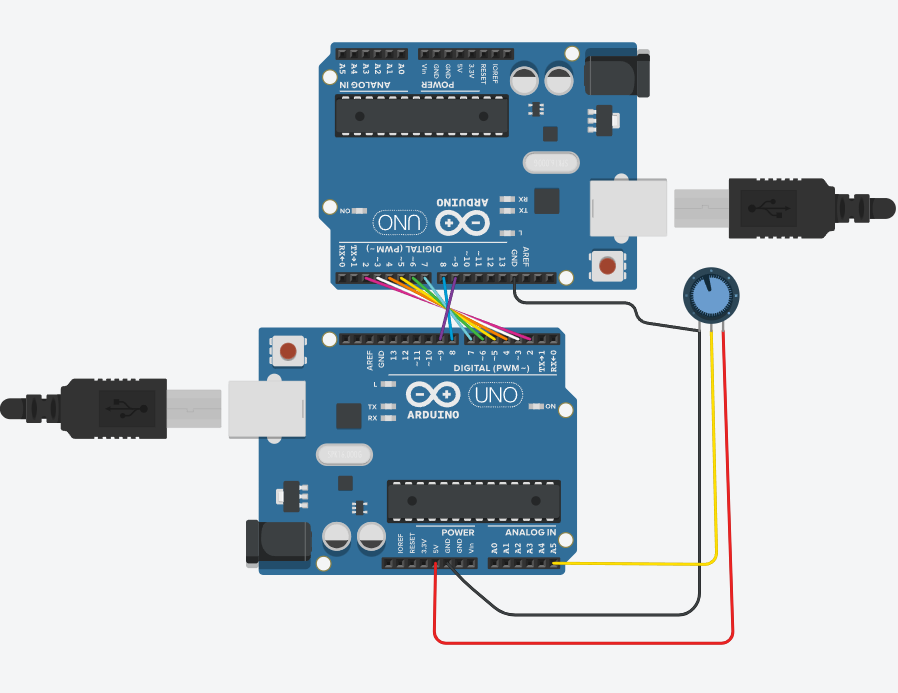 A5 A4 A3 A2 A1 A0 Vin GND GND 5V 3.3V RESET IOREF
ANALOG IN POWER
RX
TX
ON
UNO
ARDUINO
L
DIGITAL (PWM~)
RX←0 TX→1 2 ~3 4 ~5 ~6 7 8 ~9 ~10 ~11 12 13 GND AREF
AREF GND 13 12 ~11 ~10 ~9 8 7 ~6 ~5 4 ~3 2 TX→1 RX←0
DIGITAL (PWM~)
L
TX
RX
ARDUINO
UNO
ON
POWER ANALOG IN
IOREF RESET 3.3V 5V GND GND Vin A0 A1 A2 A3 A4 A5